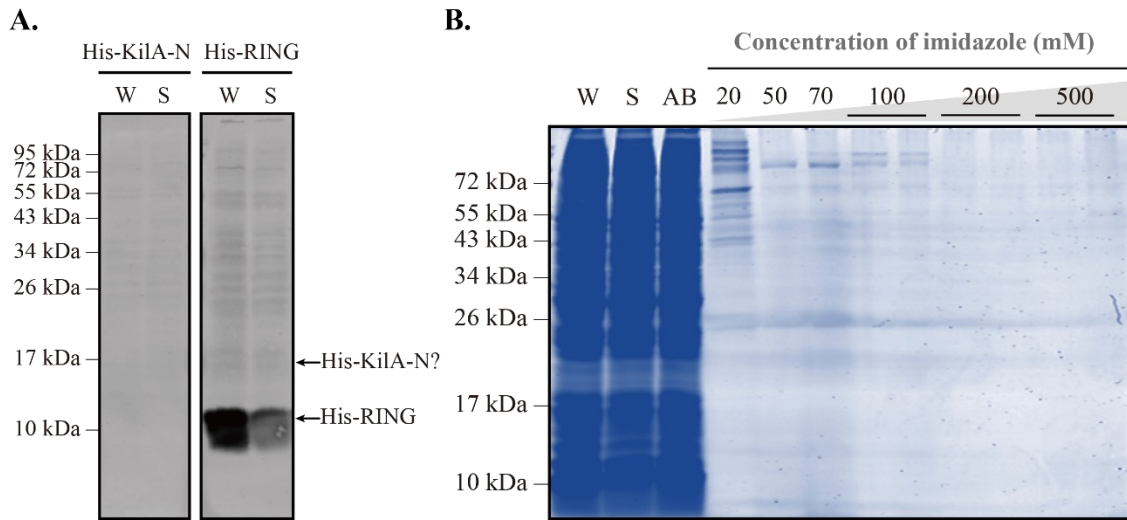 A.
His-KilA-N His-RING
W S W S
95 kDa
72 kDa
55 kDa
43 kDa
34 kDa
26 kDa
17 kDa
10 kDa
His-KilA-N?
His-RING
B.
Concentration of imidazole (mM)
W S AB 20 50 70 100 200 500
72 kDa
55 kDa
43 kDa
34 kDa
26 kDa
17 kDa
10 kDa